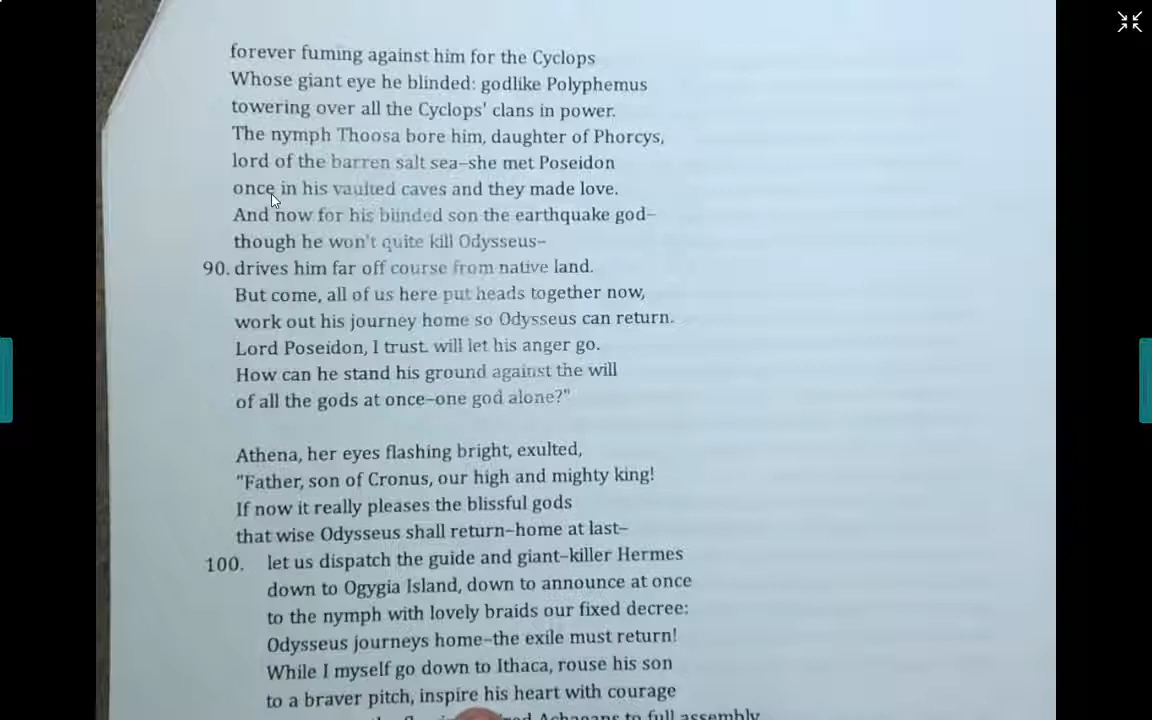 forever fuming against him for the Cyclops
Whose giant eye he blinded: godlike Polyphemus
towering over all the Cyclops' clans in power.
The nymph Thoosa bore him, daughter of Phorcys,
lord of the barren salt sea–she met Poseidon
once in his vaulted caves and they made love.
And now for his blinded son the earthquake god–
though he won't quite kill Odysseus–
90. drives him far off course from native land.
But come, all of us here put heads together now,
work out his journey home so Odysseus can return.
Lord Poseidon, I trust. will let his anger go.
How can he stand his ground against the will
of all the gods at once–one god alone?"
Athena, her eyes flashing bright, exulted,
"Father, son of Cronus, our high and mighty king!
If now it really pleases the blissful gods
that wise Odysseus shall return–home at last–
100. let us dispatch the guide and giant–killer Hermes
down to Ogygia Island, down to announce at once
to the nymph with lovely braids our fixed decree:
Odysseus journeys home–the exile must return!
While I myself go down to Ithaca, rouse his son
to a braver pitch, inspire his heart with courage
Achaeans to full assembly